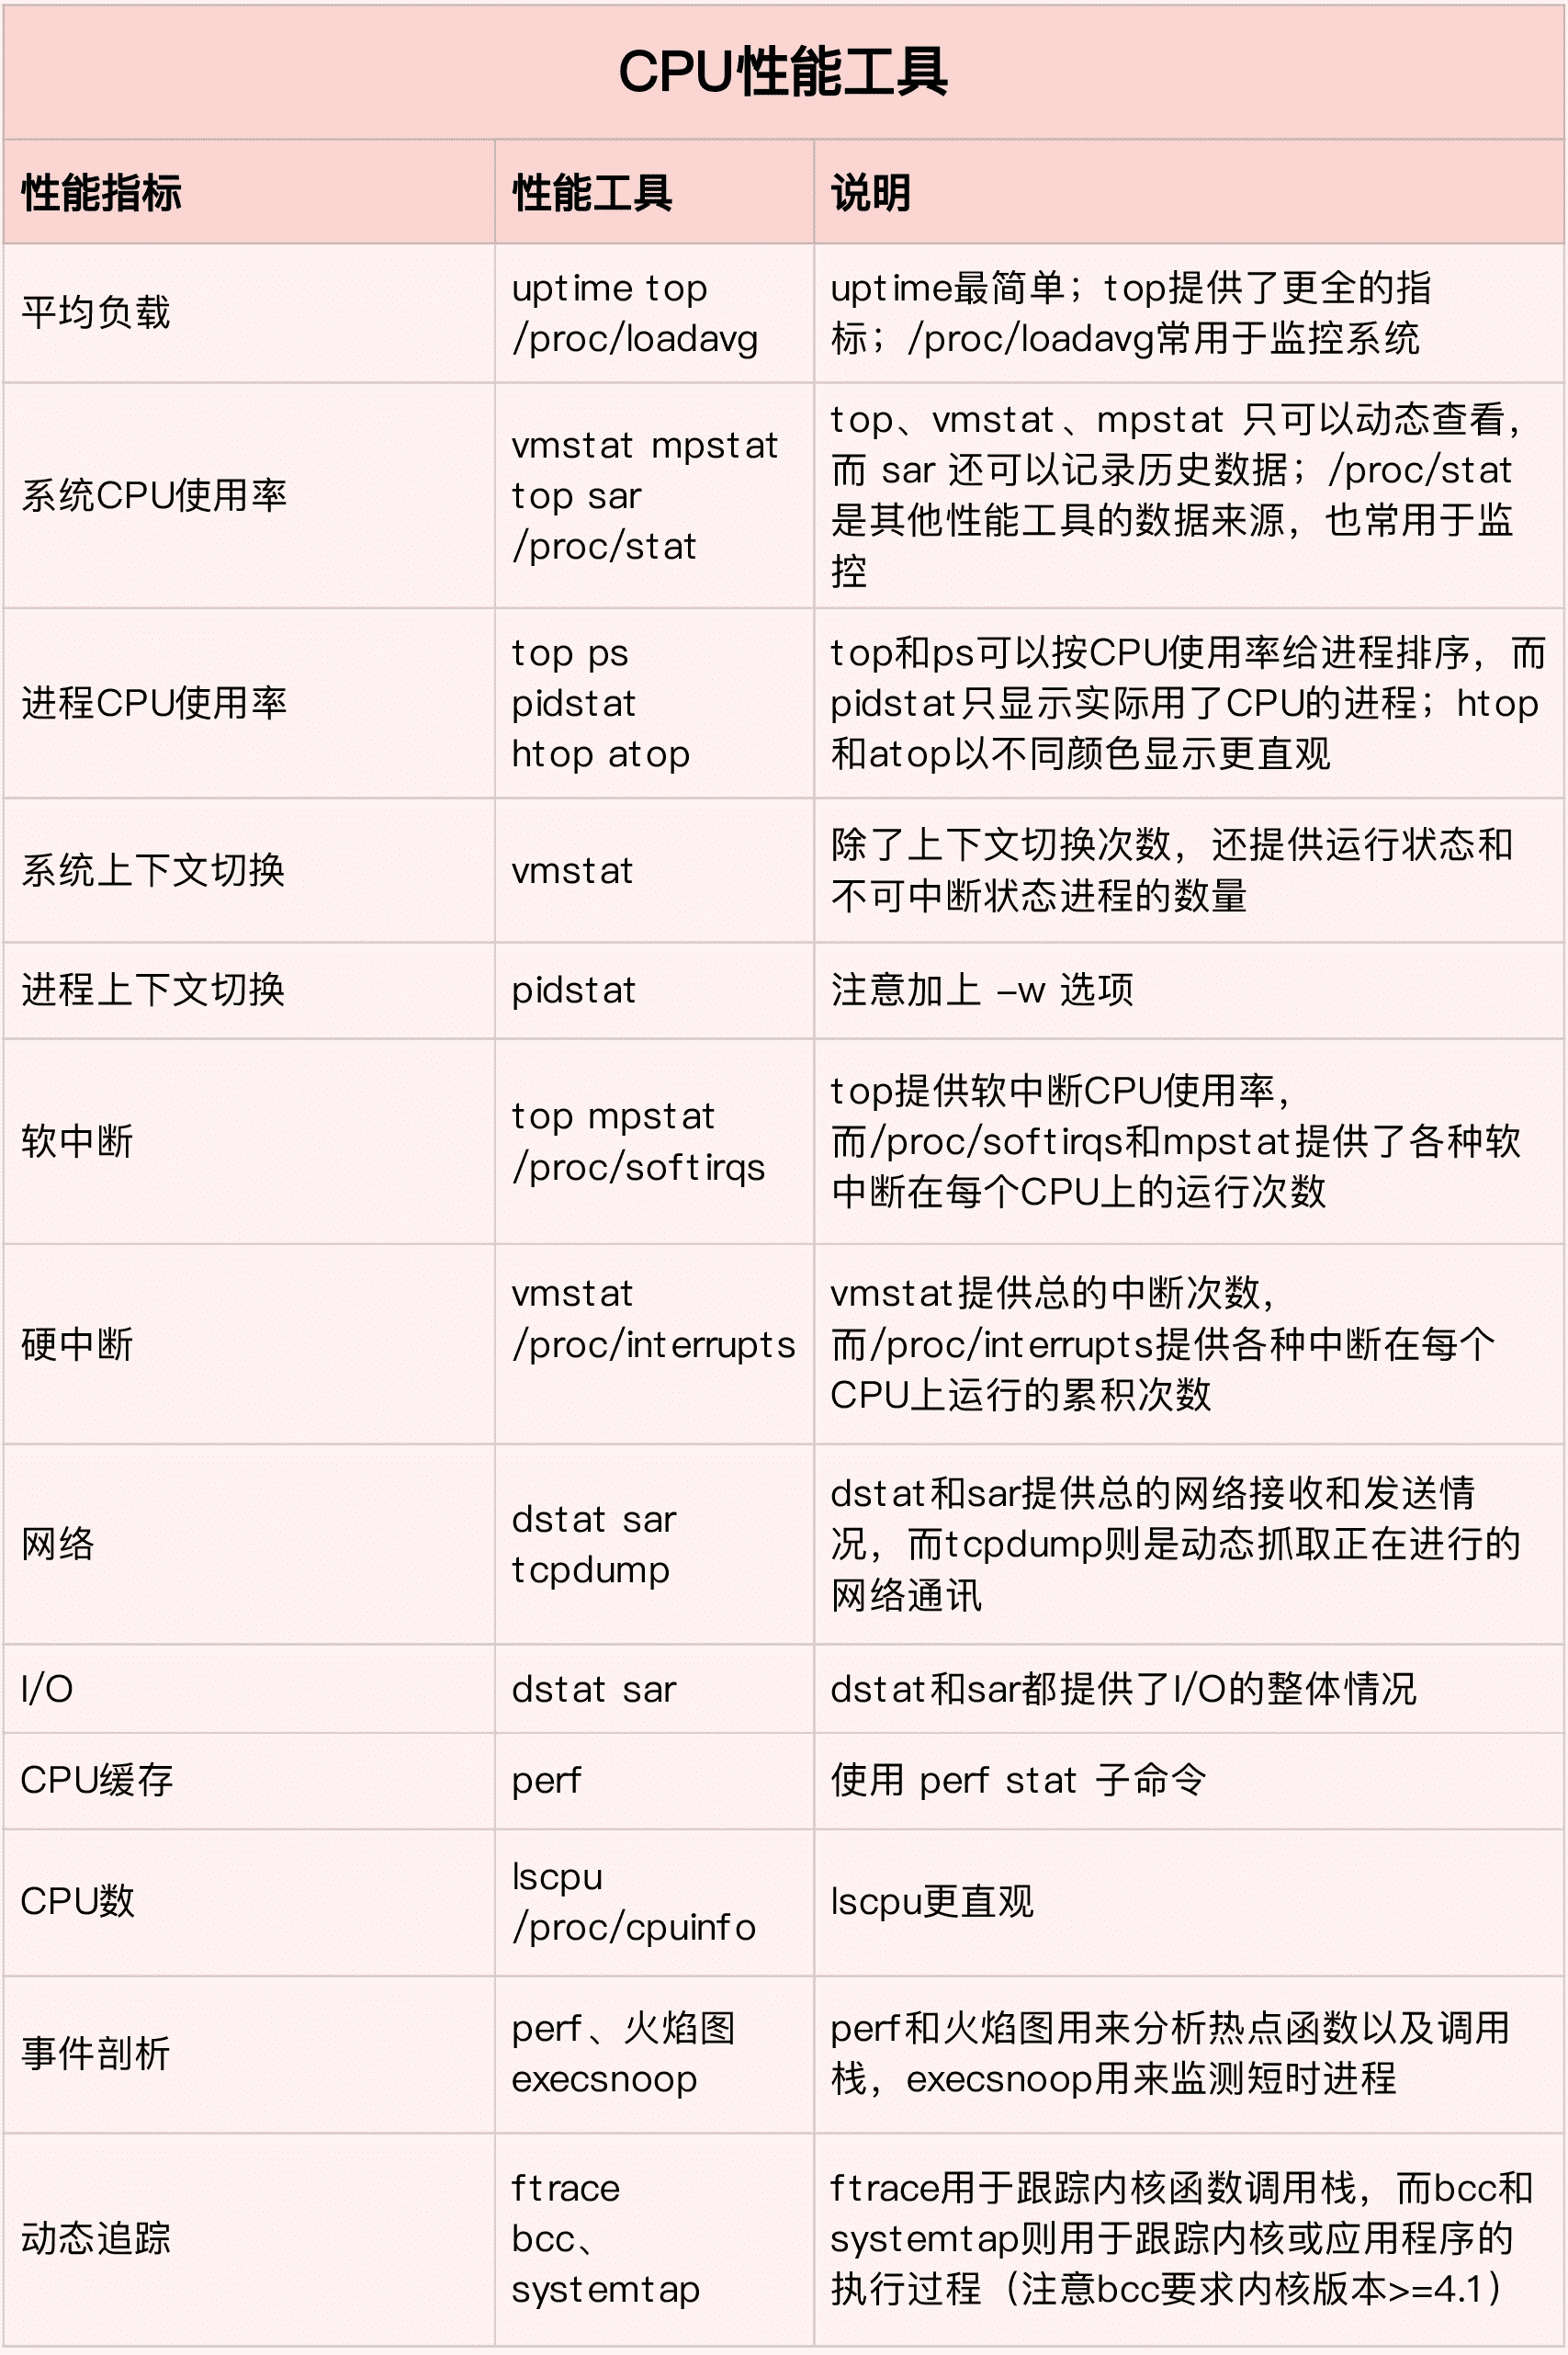 CPU性能工具
性能指标
性能工具
说明
平均负载
uptime top
/proc/loadavg
uptime最简单；top提供了更全的指
标；/proc/loadavg常用于监控系统
系统CPU使用率
vmstat mpstat
top sar
/proc/stat
top、vmstat、mpstat 只可以动态查看，
而 sar 还可以记录历史数据；/proc/stat
是其他性能工具的数据来源，也常用于监
控
进程CPU使用率
top ps
pidstat
htop atop
top和ps可以按CPU使用率给进程排序，而
pidstat只显示实际用了CPU的进程；htop
和atop以不同颜色显示更直观
系统上下文切换
vmstat
除了上下文切换次数，还提供运行状态和
不可中断状态进程的数量
进程上下文切换
pidstat
注意加上 –w 选项
软中断
top mpstat
/proc/softirqs
top提供软中断CPU使用率，
而/proc/softirqs和mpstat提供了各种软
中断在每个CPU上的运行次数
硬中断
vmstat
/proc/interrupts
vmstat提供总的中断次数，
而/proc/interrupts提供各种中断在每个
CPU上运行的累积次数
网络
dstat sar
tcpdump
dstat和sar提供总的网络接收和发送情
况，而tcpdump则是动态抓取正在进行的
网络通讯
I/O
dstat sar
dstat和sar都提供了I/O的整体情况
CPU缓存
perf
使用 perf stat 子命令
CPU数
lscpu
/proc/cpuinfo
lscpu更直观
事件剖析
perf、火焰图
execsnoop
perf和火焰图用来分析热点函数以及调用
栈，execsnoop用来监测短时进程
动态追踪
ftrace
bcc、
systemtap
ftrace用于跟踪内核函数调用栈，而bcc和
systemtap则用于跟踪内核或应用程序的
执行过程（注意bcc要求内核版本>=4.1）